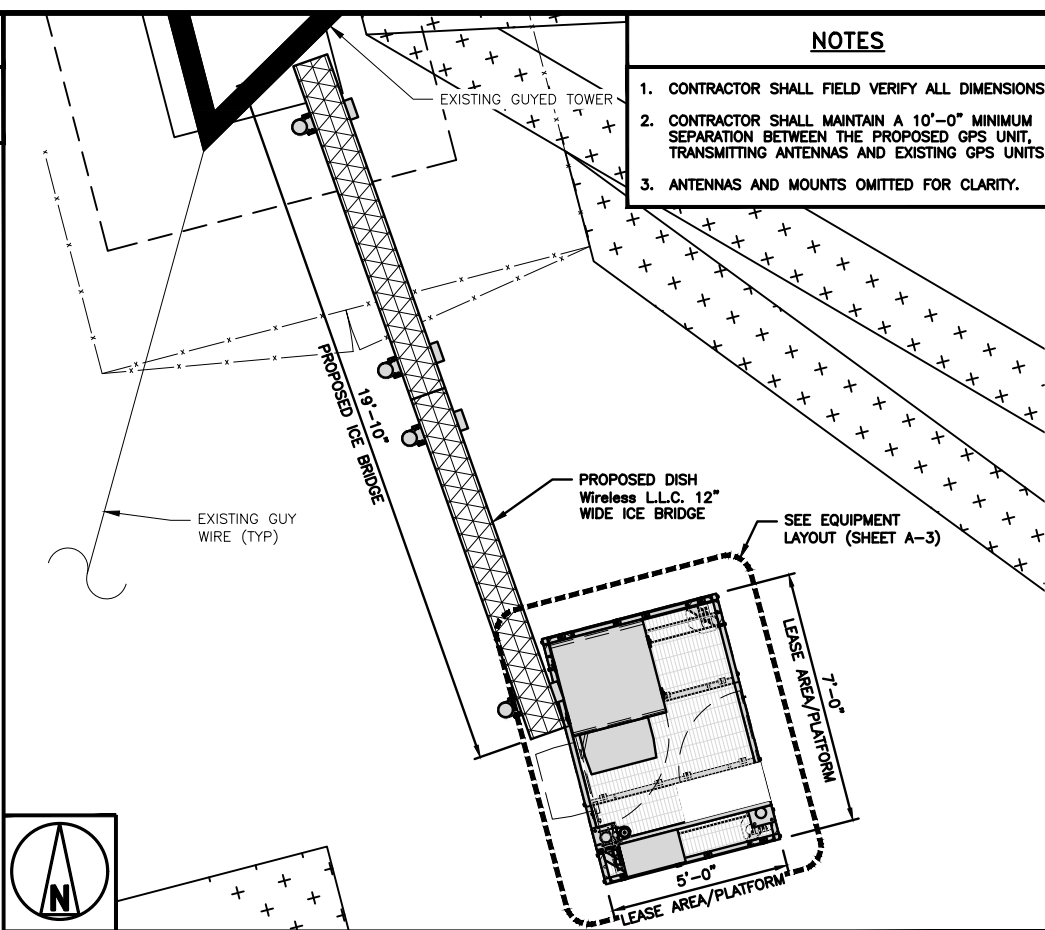 NOTES
1. CONTRACTOR SHALL FIELD VERIFY ALL DIMENSIONS
2. CONTRACTOR SHALL MAINTAIN A 10'-0" MINIMUM
SEPARATION BETWEEN THE PROPOSED GPS UNIT,
TRANSMITTING ANTENNAS AND EXISTING GPS UNITS
3. ANTENNAS AND MOUNTS OMITTED FOR CLARITY.
EXISTING GUYED TOWER
19'-10"
PROPOSED ICE BRIDGE
PROPOSED DISH
Wireless L.L.C. 12"
WIDE ICE BRIDGE
EXISTING GUY
WIRE (TYP)
SEE EQUIPMENT
LAYOUT (SHEET A-3)
7'-0"
LEASE AREA/PLATFORM
5'-0"
LEASE AREA/PLATFORM
N